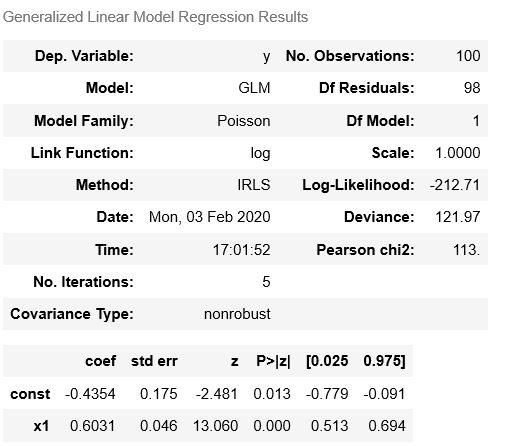 Generalized Linear Model Regression Results
Dep. Variable: y No. Observations: 100
Model: GLM Df Residuals: 98
Model Family: Poisson Df Model: 1
Link Function: log Scale: 1.0000
Method: IRLS Log-Likelihood: -212.71
Date: Mon, 03 Feb 2020 Deviance: 121.97
Time: 17:01:52 Pearson chi2: 113.
No. Iterations: 5
Covariance Type: nonrobust
coef std err z P>|z| [0.025 0.975]
const -0.4354 0.175 -2.481 0.013 -0.779 -0.091
x1 0.6031 0.046 13.060 0.000 0.513 0.694